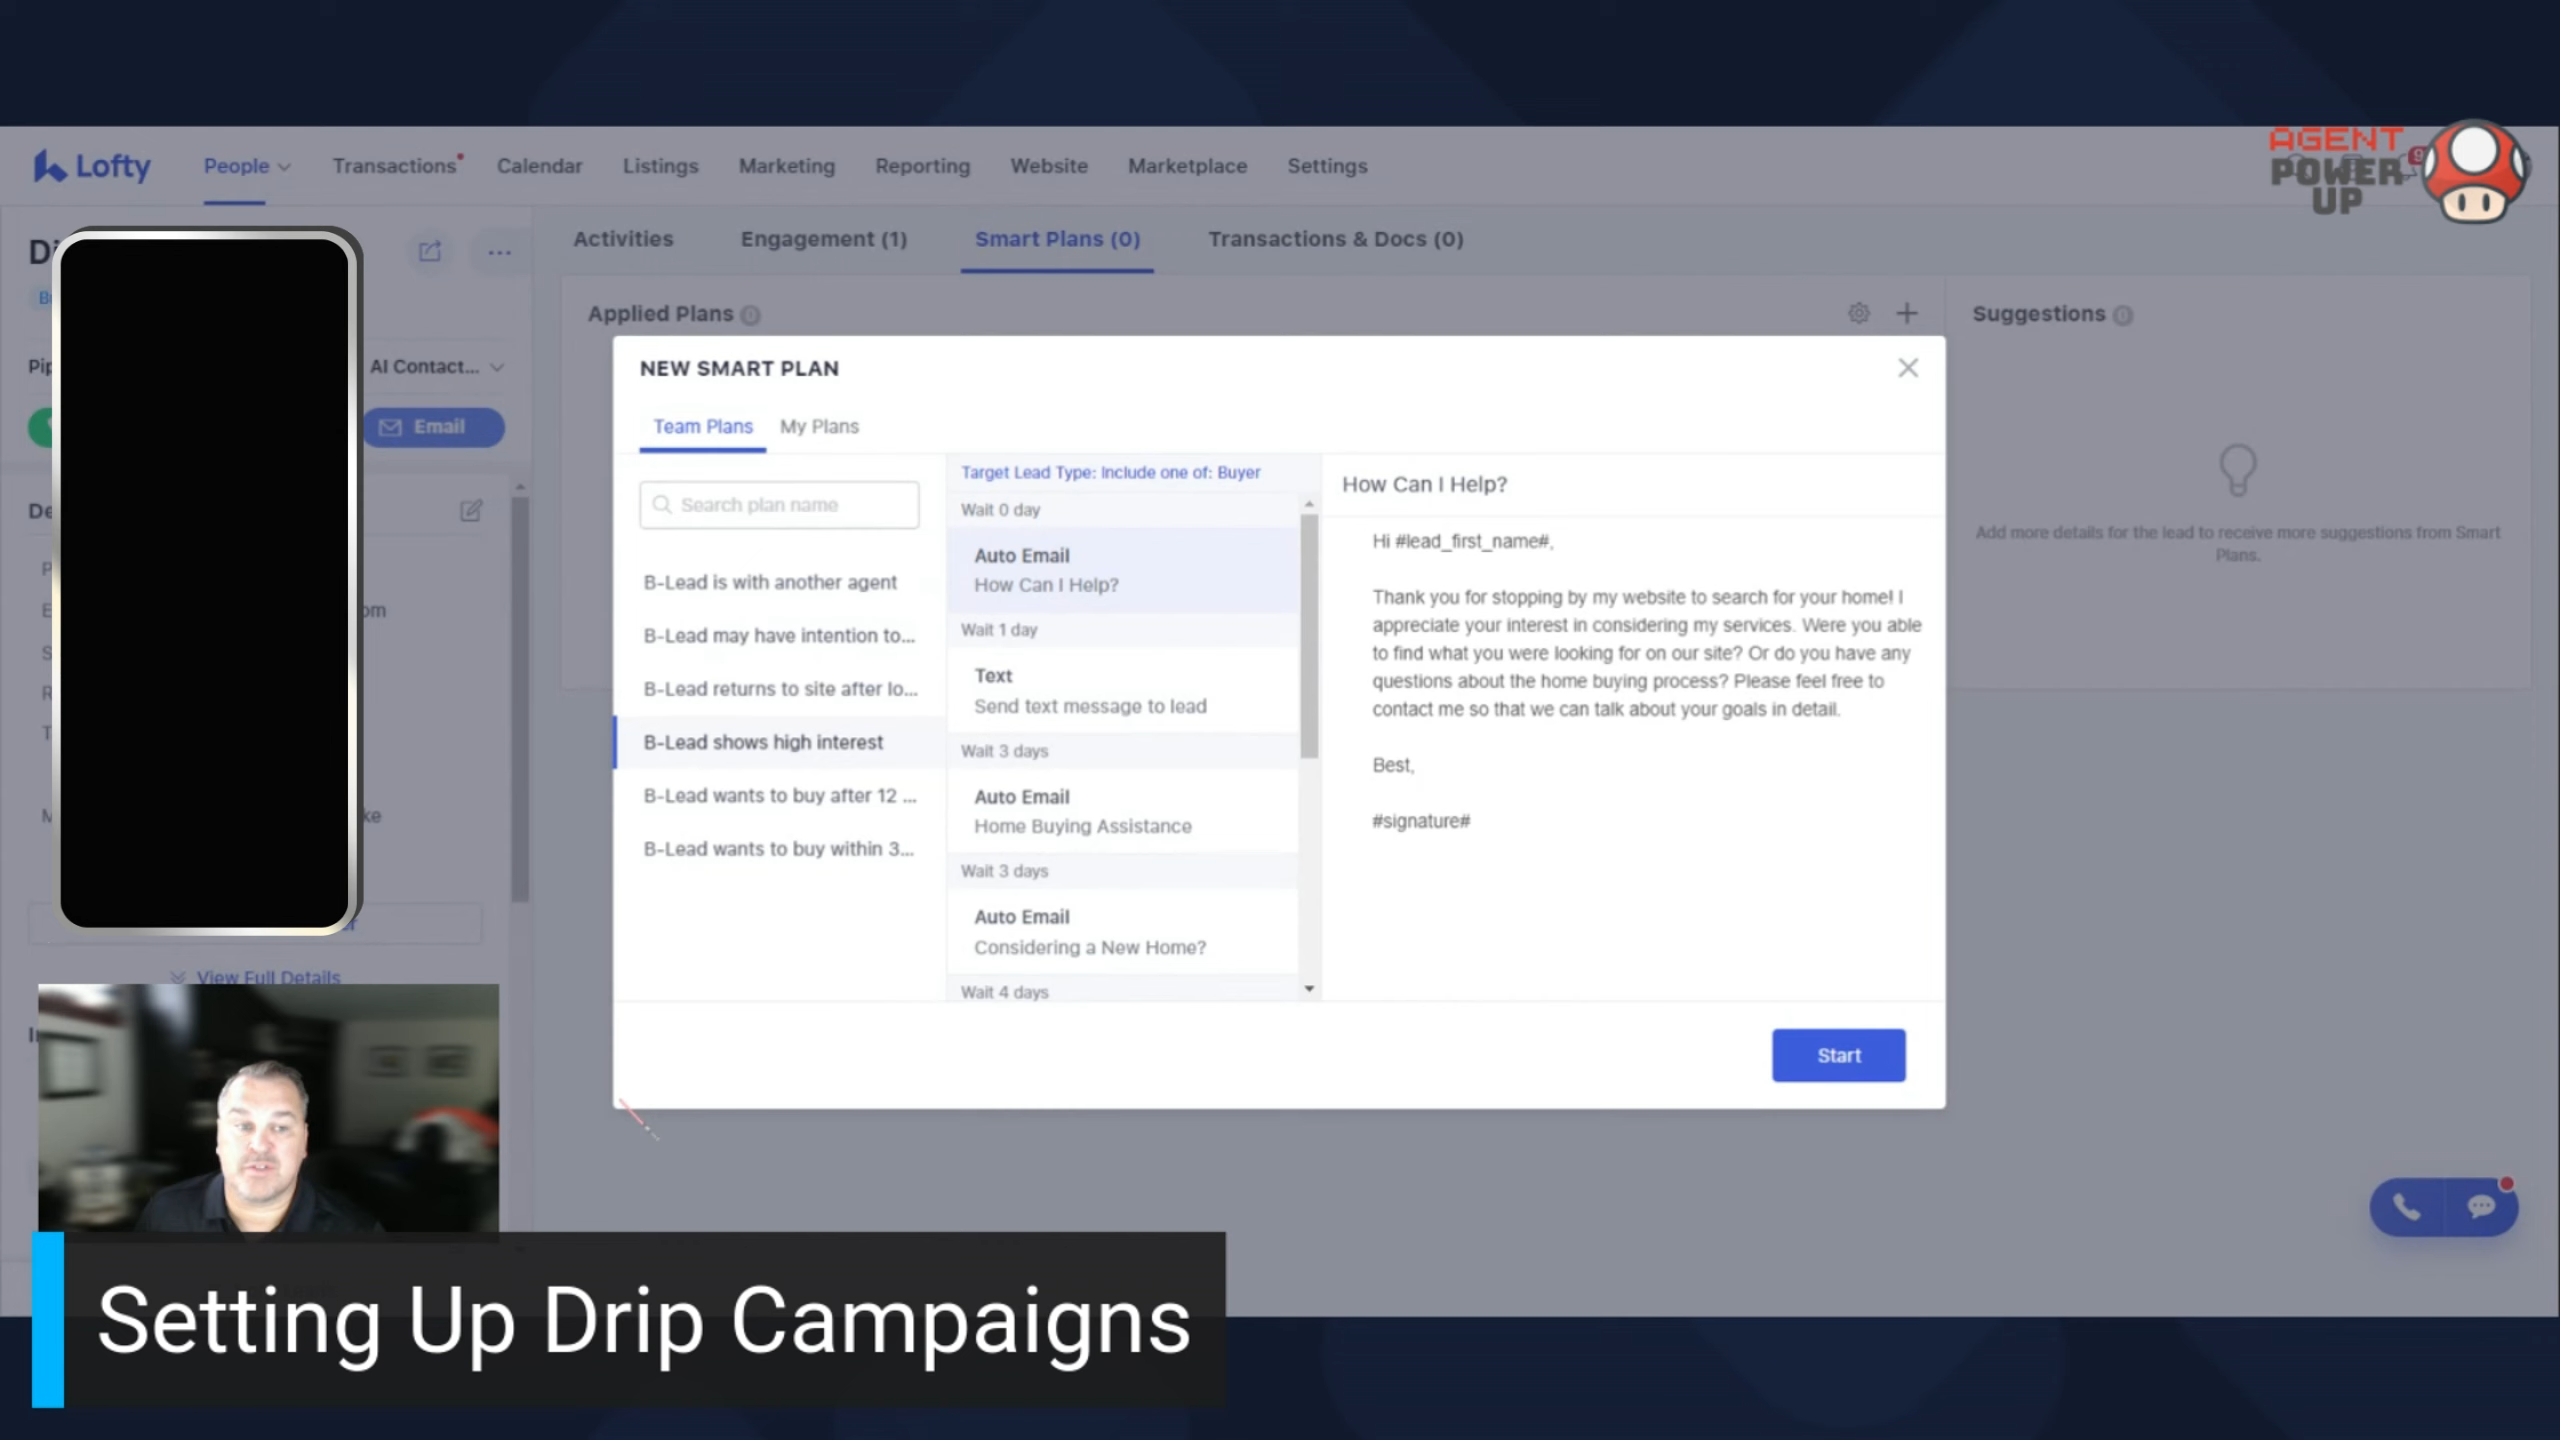 AGENT
POWER
UP
Lofty
People
Transactions
Calendar
Listings
Marketing
Reporting
Website
Marketplace
Settings
Activities
Engagement (1)
Smart Plans (0)
Transactions & Docs (0)
Applied Plans
Suggestions
AI Contact...
Email
View Full Details
Add more details for the lead to receive more suggestions from Smart
Plans.
NEW SMART PLAN
Team Plans
My Plans
Search plan name
B-Lead is with another agent
B-Lead may have intention to...
B-Lead returns to site after lo...
B-Lead shows high interest
B-Lead wants to buy after 12 ...
B-Lead wants to buy within 3...
Target Lead Type: Include one of: Buyer
Wait 0 day
Auto Email
How Can I Help?
Wait 1 day
Text
Send text message to lead
Wait 3 days
Auto Email
Home Buying Assistance
Wait 3 days
Auto Email
Considering a New Home?
Wait 4 days
How Can I Help?
Hi #lead_first_name#,
Thank you for stopping by my website to search for your home! I
appreciate your interest in considering my services. Were you able
to find what you were looking for on our site? Or do you have any
questions about the home buying process? Please feel free to
contact me so that we can talk about your goals in detail.
Best,
#signature#
Start
Setting Up Drip Campaigns